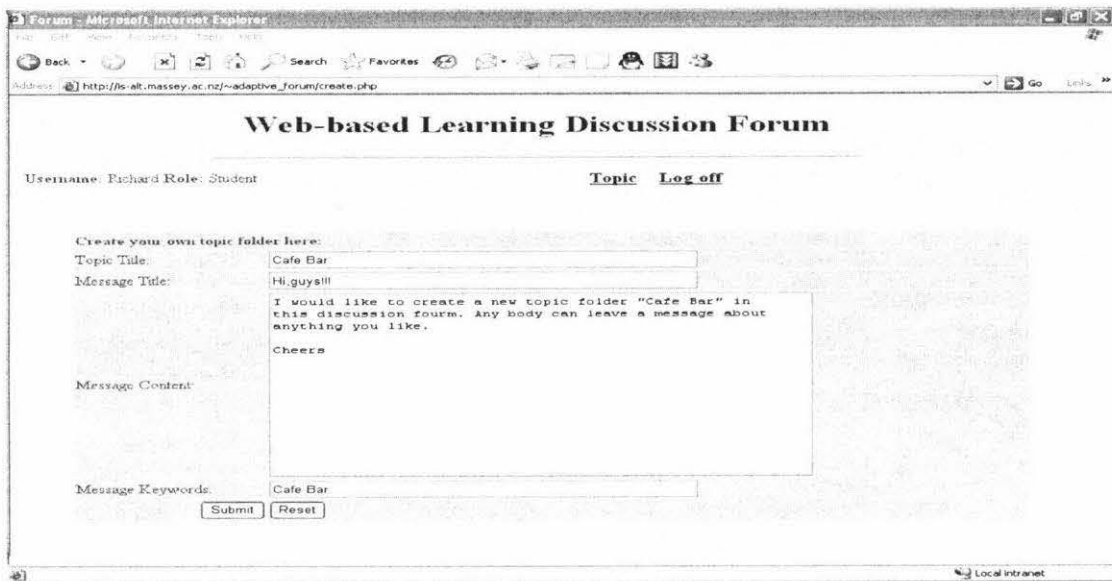 Forum - Microsoft Internet Explorer
Back Search Favorites
Address http://is-alt.massey.ac.nz/~adaptive_forum/create.php Go Links »
Web-based Learning Discussion Forum
Username: Richard Role: Student Topic Log off
Create your own topic folder here:
Topic Title: Cafe Bar
Message Title: Hi,guys!!!
I would like to create a new topic folder "Cafe Bar" in
this discussion fourm. Any body can leave a message about
anything you like.
Cheers
Message Content:
Message Keywords: Cafe Bar
Submit Reset
Local intranet